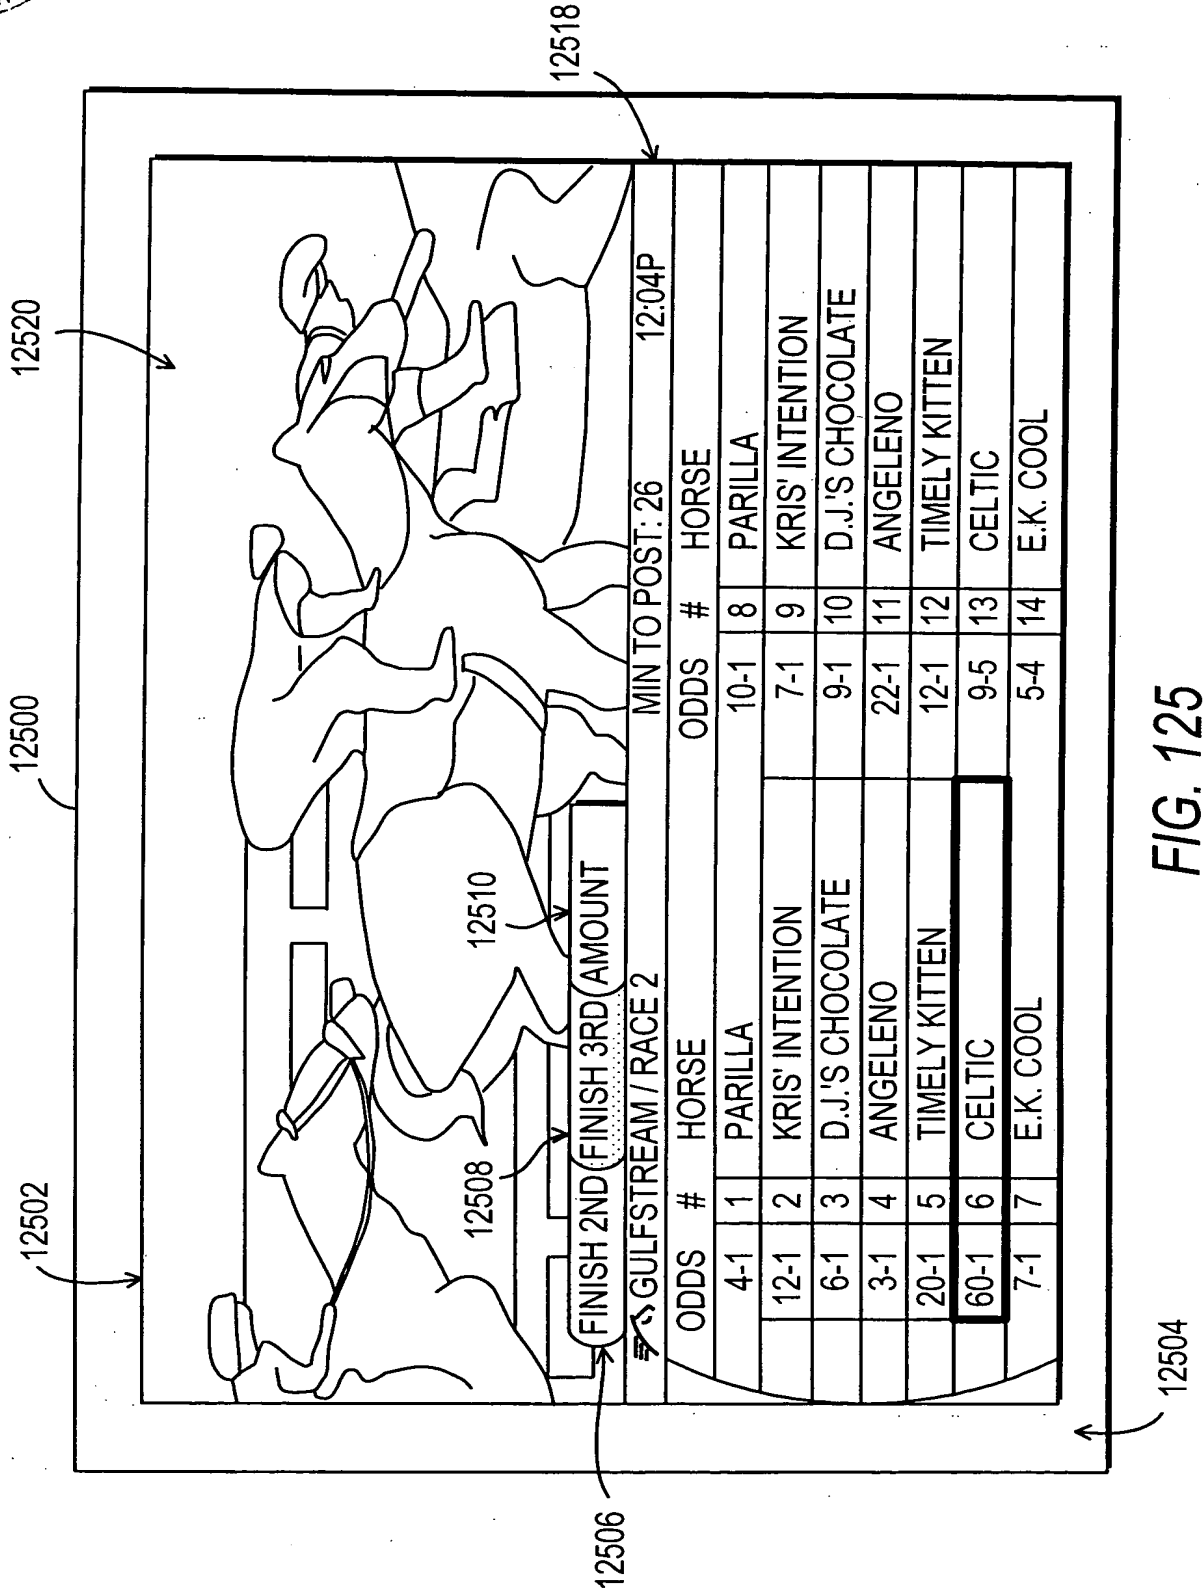 12500
12520
12502
12518
12510
12508
FINISH 2ND FINISH 3RD AMOUNT
12506
GULFSTREAM / RACE 2 MIN TO POST: 26 12:04P
ODDS # HORSE ODDS # HORSE
4-1 1 PARILLA 10-1 8 PARILLA
12-1 2 KRIS' INTENTION 7-1 9 KRIS' INTENTION
6-1 3 D.J.'S CHOCOLATE 9-1 10 D.J.'S CHOCOLATE
3-1 4 ANGELENO 22-1 11 ANGELENO
20-1 5 TIMELY KITTEN 12-1 12 TIMELY KITTEN
60-1 6 CELTIC 9-5 13 CELTIC
7-1 7 E.K. COOL 5-4 14 E.K. COOL
12504
FIG. 125